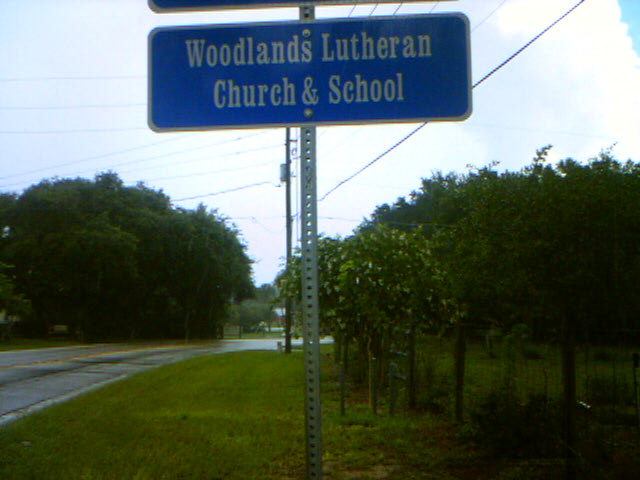 Woodlands Lutheran
Church & School